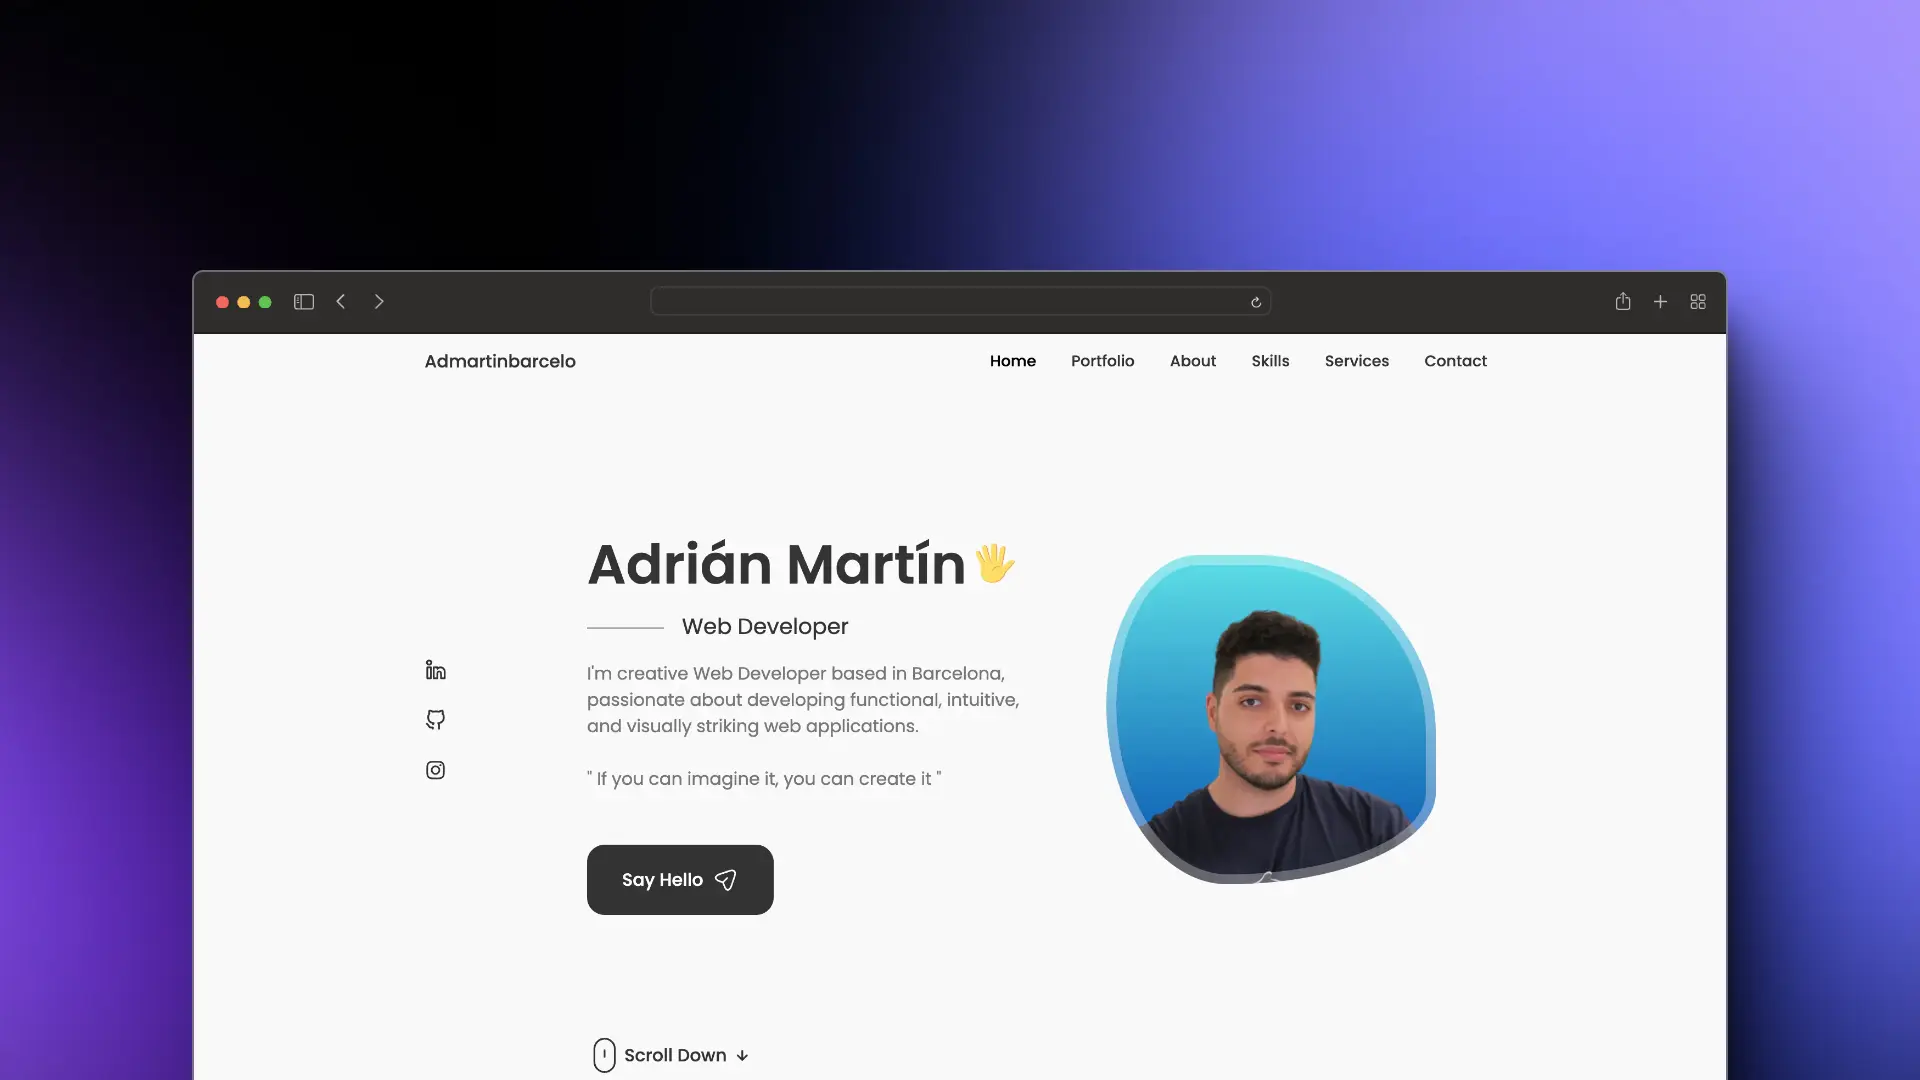 Admartinbarcelo
Home Portfolio About Skills Services Contact
Adrián Martín🖐
Web Developer
I'm creative Web Developer based in Barcelona,
passionate about developing functional, intuitive,
and visually striking web applications.
" If you can imagine it, you can create it "
Say Hello
Scroll Down